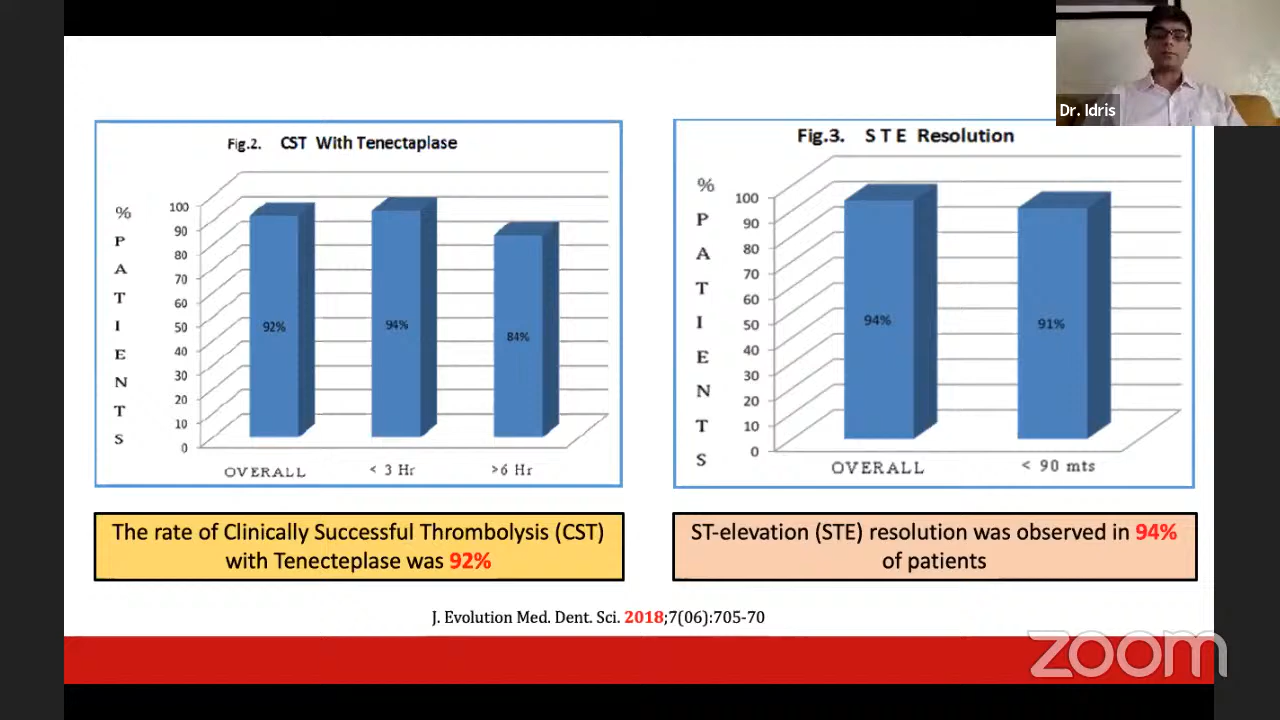 Dr. Idris
Fig.2. CST With Tenectaplase
%
P
A
T
I
E
N
T
S
100
90
80
70
60
50
40
30
20
10
0
92%
94%
84%
OVERALL
< 3 Hr
>6 Hr
Fig.3. S T E Resolution
%
P
A
T
I
E
N
T
S
100
90
80
70
60
50
40
30
20
10
0
94%
91%
OVERALL
< 90 mts
The rate of Clinically Successful Thrombolysis (CST)
with Tenecteplase was 92%
ST-elevation (STE) resolution was observed in 94%
of patients
J. Evolution Med. Dent. Sci. 2018;7(06):705-70
zoom